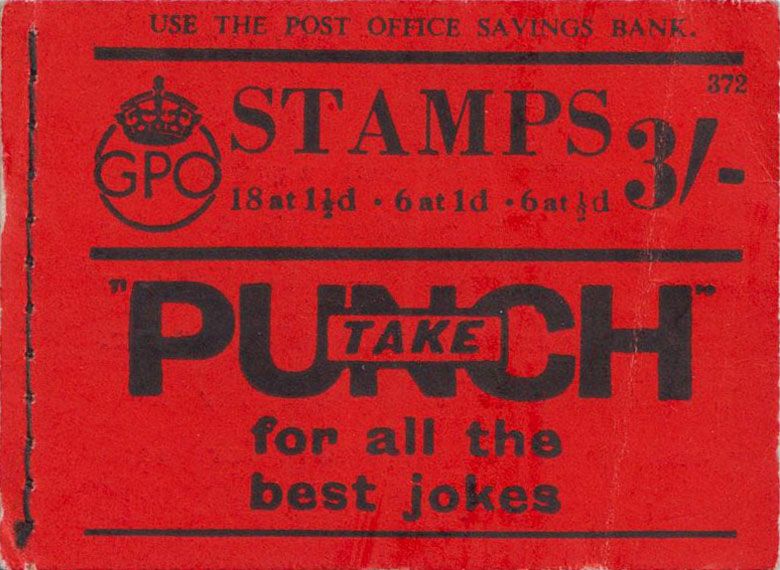 USE THE POST OFFICE SAVINGS BANK.
372
GPO
STAMPS 3/-
18 at 1½d · 6 at 1d · 6 at ½d
"PUNCH"
TAKE
for all the
best jokes